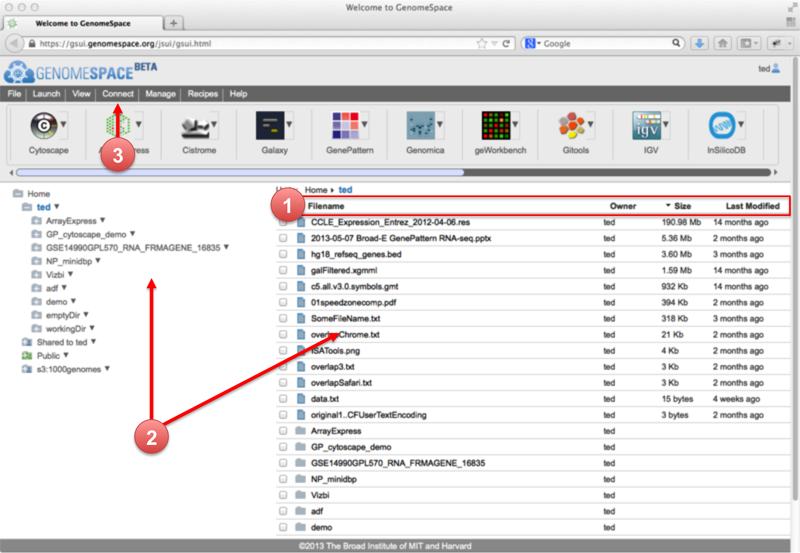 Welcome to GenomeSpace
Welcome to GenomeSpace
https://gsui.genomespace.org/jsui/gsui.html
Google
GENOMESPACE BETA
ted
File Launch View Connect Manage Recipes Help
Cytoscape Cistrome Galaxy GenePattern Genomica geWorkbench Gitools IGV InSilicoDB
3
Home
ted
ArrayExpress
GP_cytoscape_demo
GSE14990GPL570_RNA_FRMAGENE_16835
NP_minidbp
Vizbi
adf
demo
emptyDir
workingDir
Shared to ted
Public
s3:1000genomes
2
Home ted
1
Filename Owner Size Last Modified
CCLE_Expression_Entrez_2012-04-06.res ted 190.98 Mb 14 months ago
2013-05-07 Broad-E GenePattern RNA-seq.pptx ted 5.36 Mb 2 months ago
hg18_refseq_genes.bed ted 3.60 Mb 3 months ago
galFiltered.xgmml ted 1.59 Mb 14 months ago
c5.all.v3.0.symbols.gmt ted 932 Kb 14 months ago
01speedzonecomp.pdf ted 394 Kb 2 months ago
SomeFileName.txt ted 318 Kb 3 months ago
overlapChrome.txt ted 21 Kb 2 months ago
ISATools.png ted 4 Kb 2 months ago
overlap3.txt ted 3 Kb 2 months ago
overlapSafari.txt ted 3 Kb 2 months ago
data.txt ted 15 bytes 4 weeks ago
original1..CFUserTextEncoding ted 3 bytes 2 months ago
ArrayExpress ted
GP_cytoscape_demo ted
GSE14990GPL570_RNA_FRMAGENE_16835 ted
NP_minidbp ted
Vizbi ted
adf ted
demo ted
©2013 The Broad Institute of MIT and Harvard